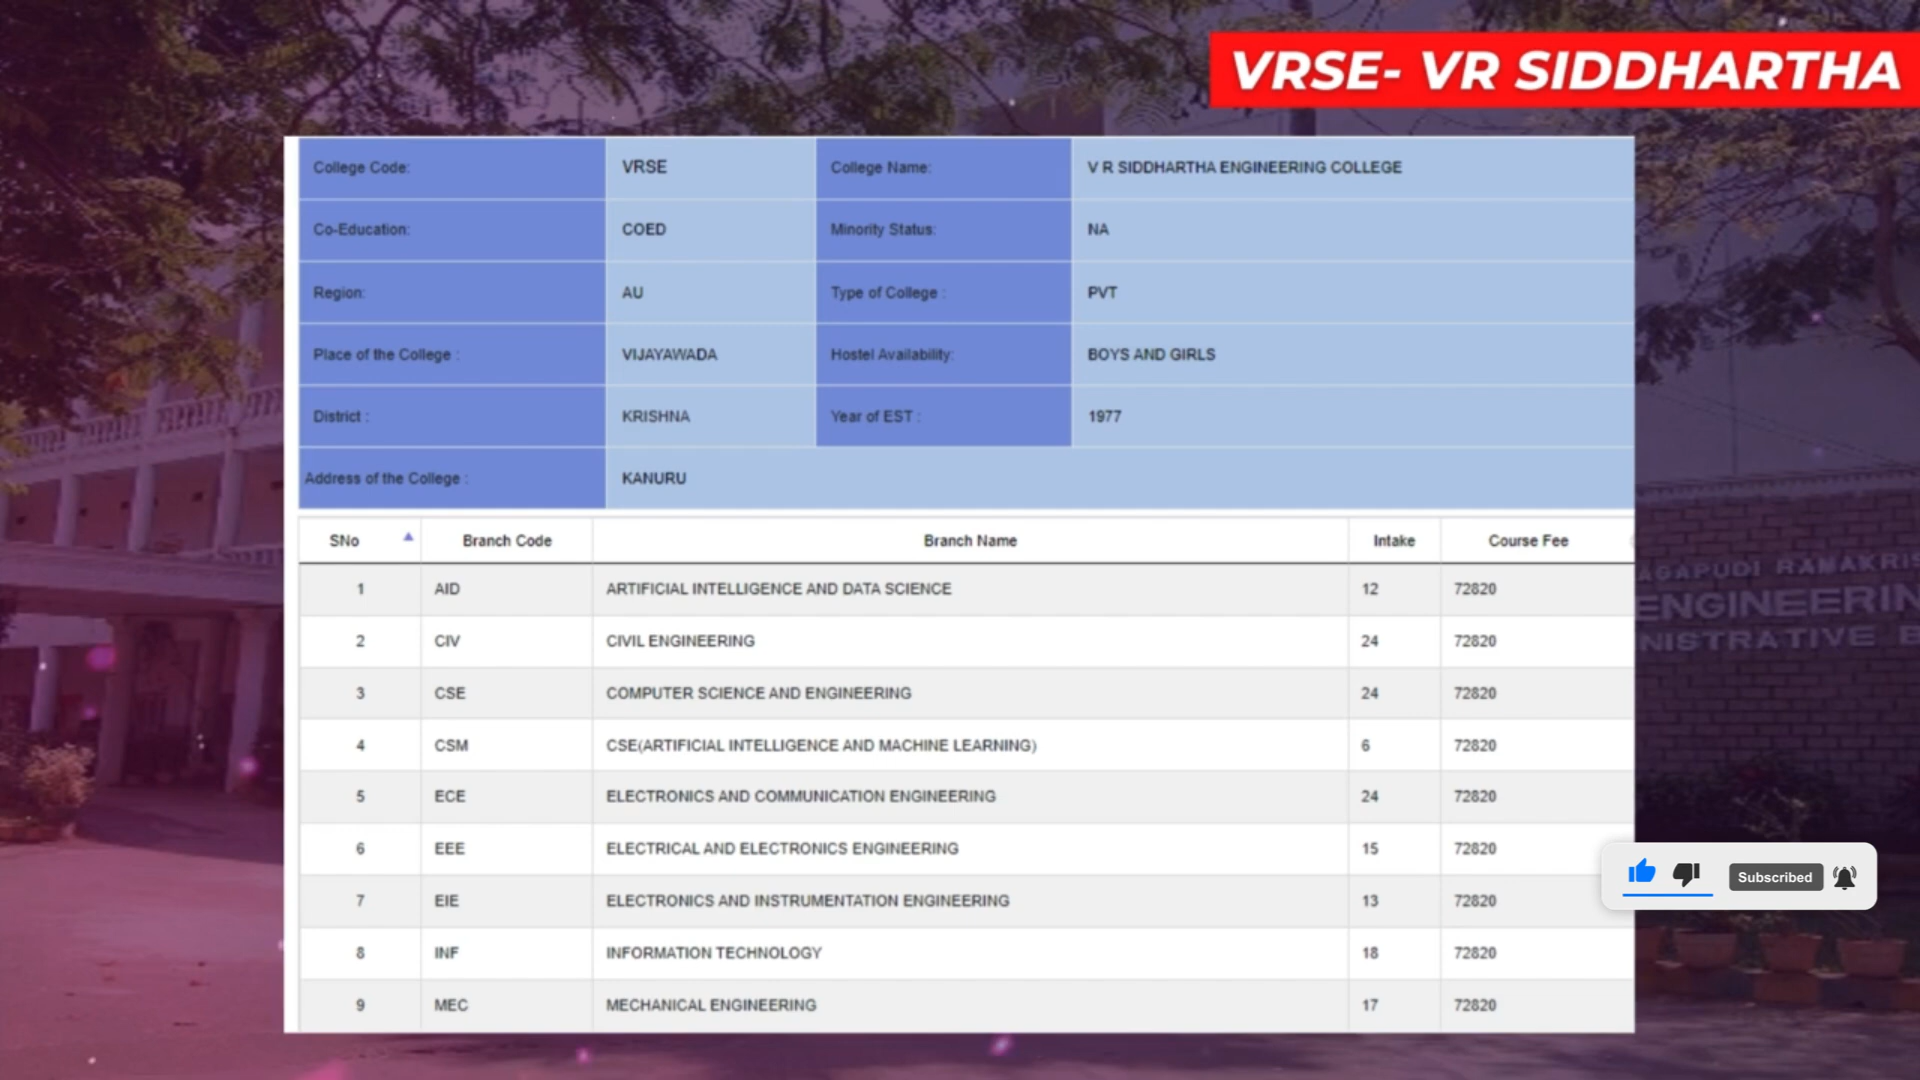 VRSE- VR SIDDHARTHA
College Code: VRSE College Name: V R SIDDHARTHA ENGINEERING COLLEGE
Co-Education: COED Minority Status: NA
Region: AU Type of College : PVT
Place of the College : VIJAYAWADA Hostel Availability: BOYS AND GIRLS
District : KRISHNA Year of EST : 1977
Address of the College : KANURU
SNo Branch Code Branch Name Intake Course Fee
1 AID ARTIFICIAL INTELLIGENCE AND DATA SCIENCE 12 72820
2 CIV CIVIL ENGINEERING 24 72820
3 CSE COMPUTER SCIENCE AND ENGINEERING 24 72820
4 CSM CSE(ARTIFICIAL INTELLIGENCE AND MACHINE LEARNING) 6 72820
5 ECE ELECTRONICS AND COMMUNICATION ENGINEERING 24 72820
6 EEE ELECTRICAL AND ELECTRONICS ENGINEERING 15 72820
7 EIE ELECTRONICS AND INSTRUMENTATION ENGINEERING 13 72820
8 INF INFORMATION TECHNOLOGY 18 72820
9 MEC MECHANICAL ENGINEERING 17 72820
AGAPUDI RAMAKRIS
ENGINEERIN
NISTRATIVE B
Subscribed